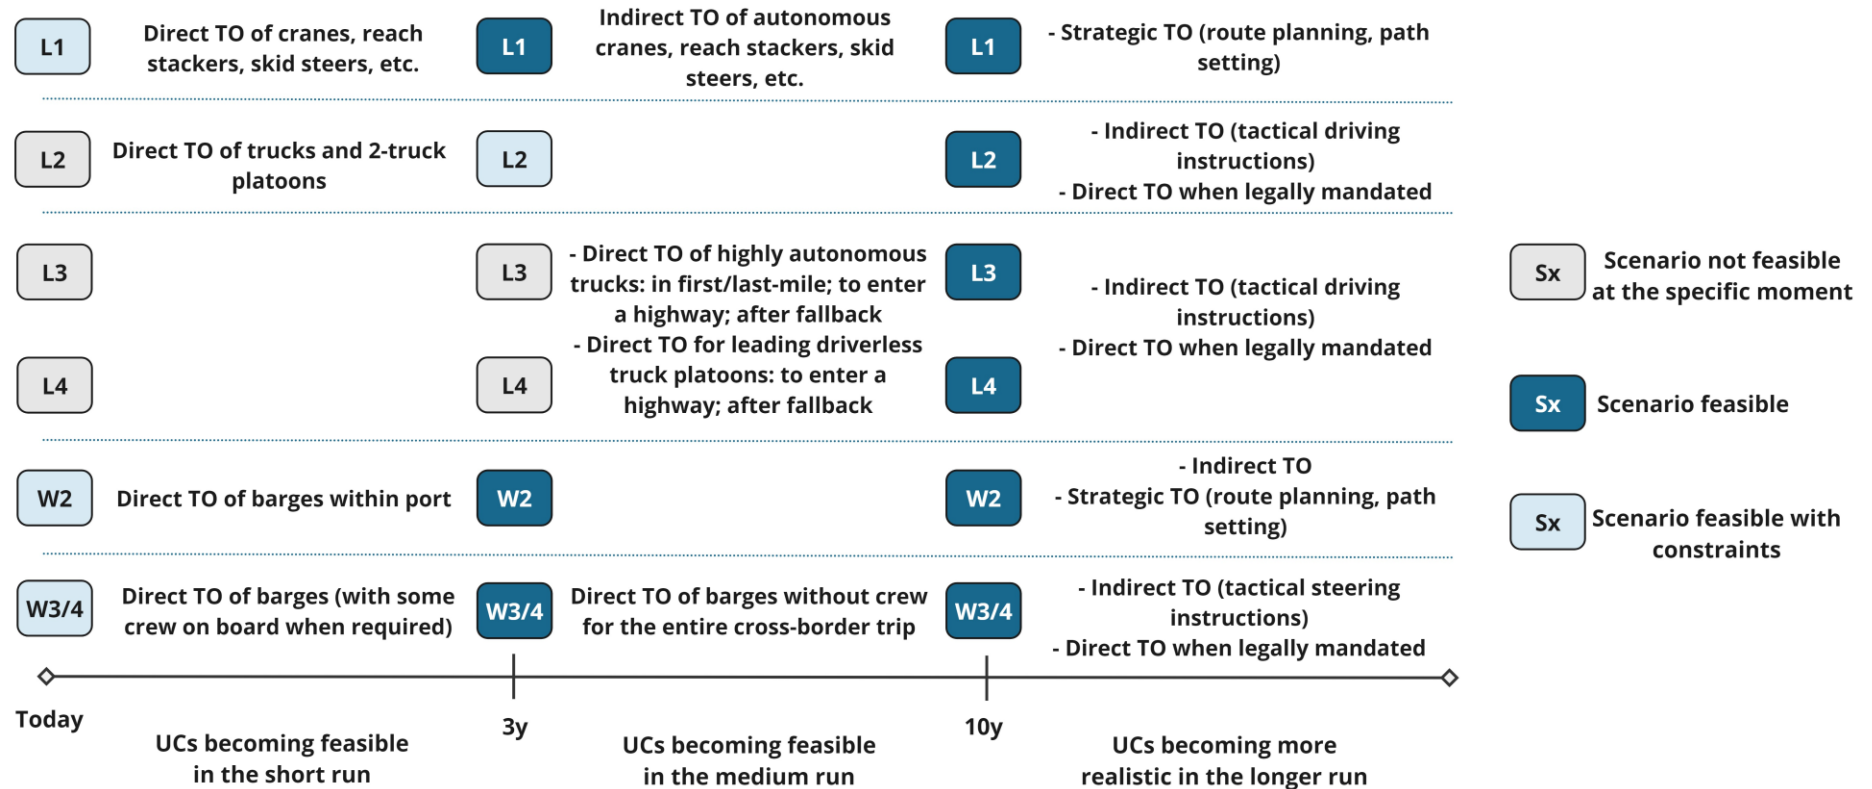 L1
Direct TO of cranes, reach
stackers, skid steers, etc.
L1
Indirect TO of autonomous
cranes, reach stackers, skid
steers, etc.
L1
- Strategic TO (route planning, path
setting)
L2
Direct TO of trucks and 2-truck
platoons
L2
L2
- Indirect TO (tactical driving
instructions)
- Direct TO when legally mandated
L3
L3
- Direct TO of highly autonomous
trucks: in first/last-mile; to enter
a highway; after fallback
- Direct TO for leading driverless
truck platoons: to enter a
highway; after fallback
L3
- Indirect TO (tactical driving
instructions)
- Direct TO when legally mandated
L4
L4
L4
W2
Direct TO of barges within port
W2
W2
- Indirect TO
- Strategic TO (route planning, path
setting)
W3/4
Direct TO of barges (with some
crew on board when required)
W3/4
Direct TO of barges without crew
for the entire cross-border trip
W3/4
- Indirect TO (tactical steering
instructions)
- Direct TO when legally mandated
Today
3y
10y
UCs becoming feasible
in the short run
UCs becoming feasible
in the medium run
UCs becoming more
realistic in the longer run
Sx
Scenario not feasible
at the specific moment
Sx
Scenario feasible
Sx
Scenario feasible with
constraints